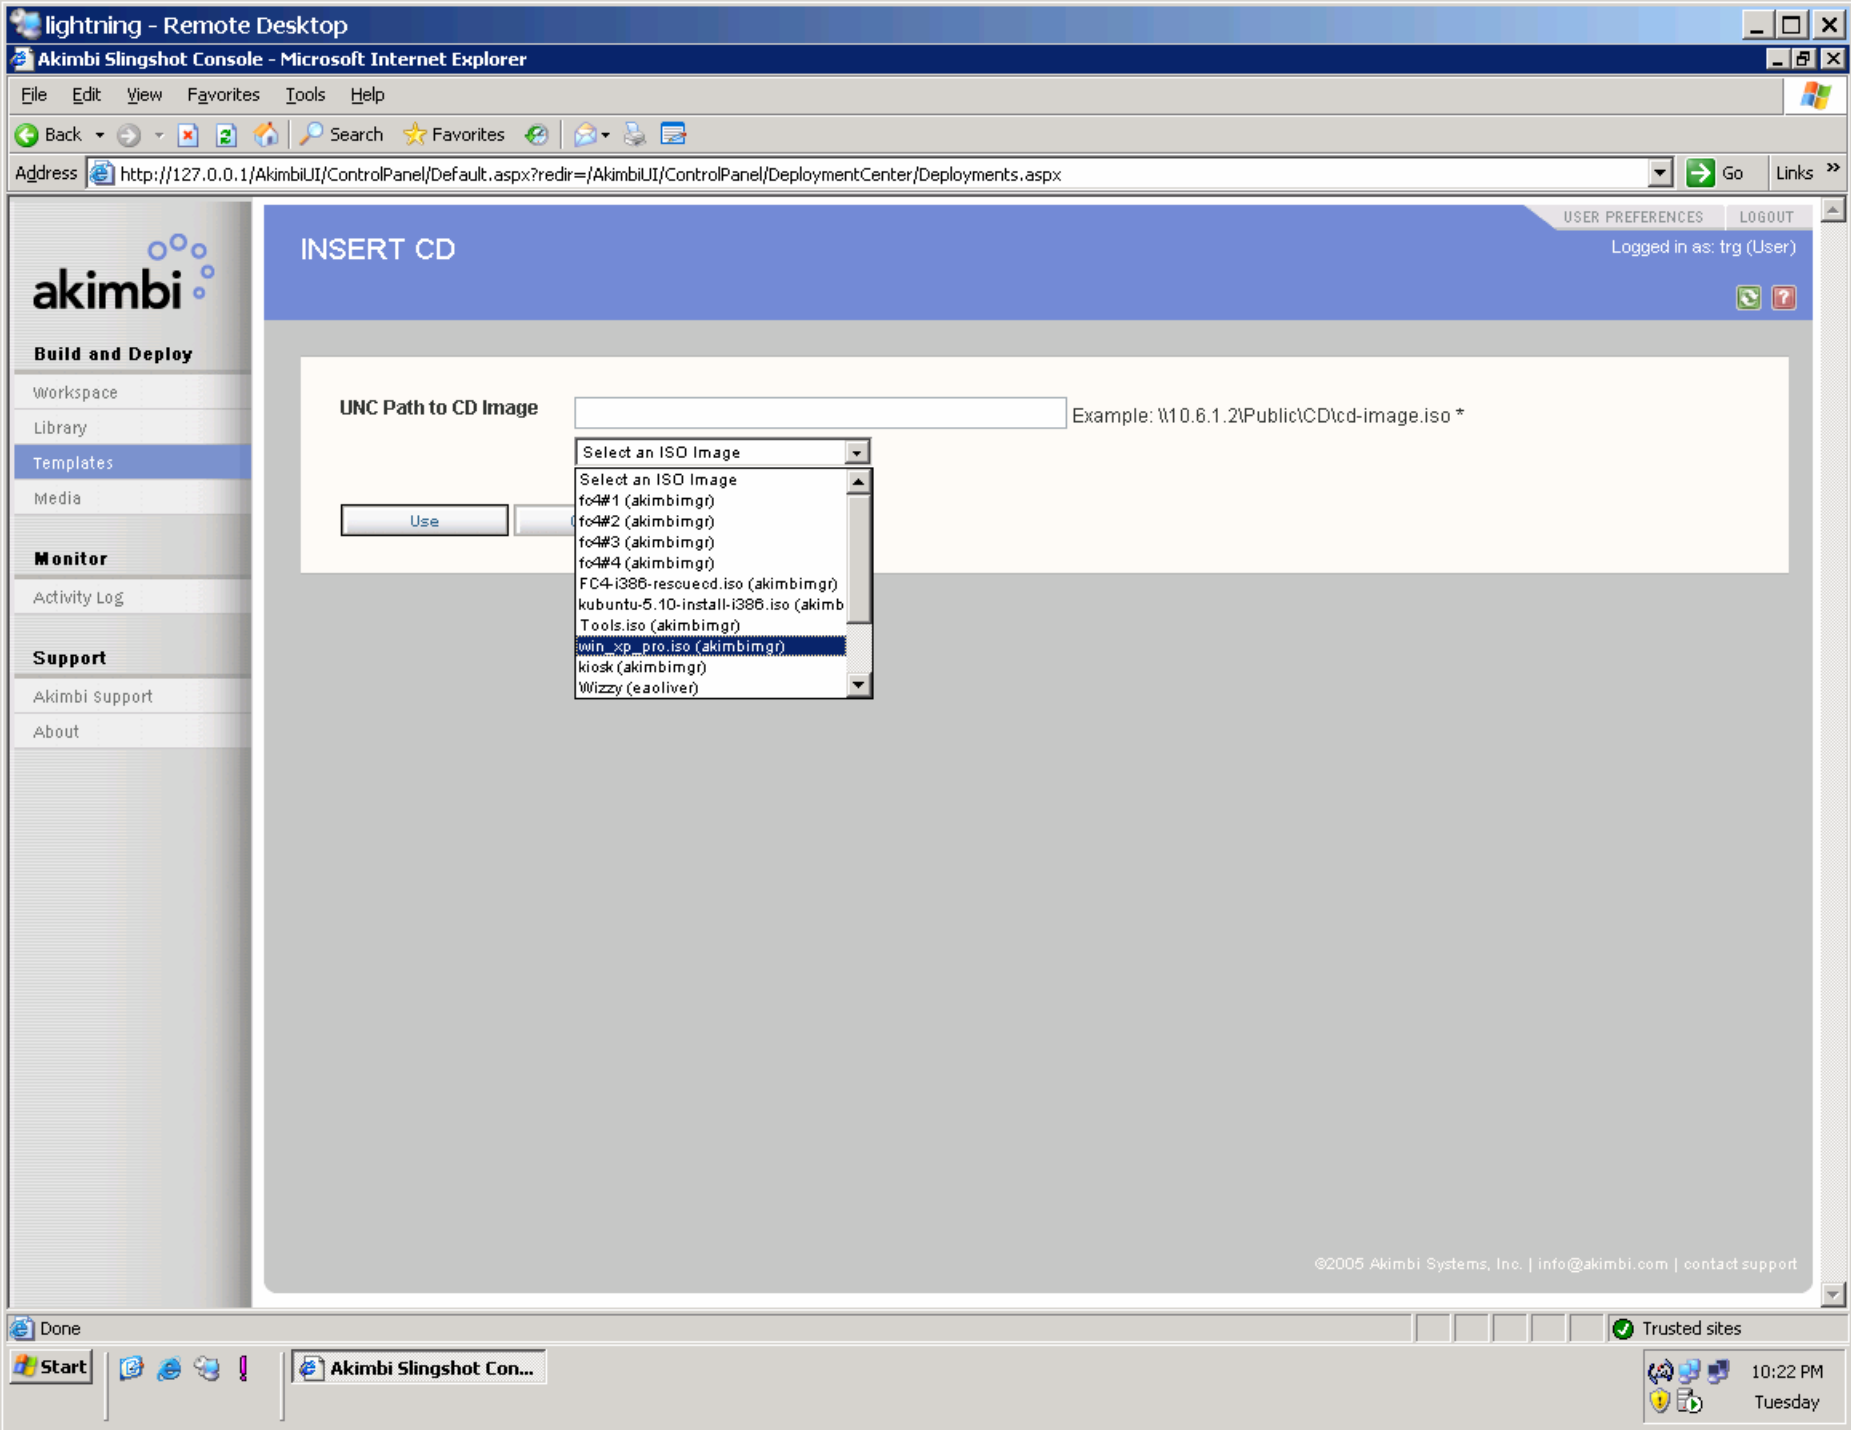 lightning - Remote Desktop
Akimbi Slingshot Console - Microsoft Internet Explorer
File Edit View Favorites Tools Help
Back Search Favorites
Address http://127.0.0.1/AkimbiUI/ControlPanel/Default.aspx?redir=/AkimbiUI/ControlPanel/DeploymentCenter/Deployments.aspx Go Links »
USER PREFERENCES LOGOUT
INSERT CD
Logged in as: trg (User)
akimbi
Build and Deploy
Workspace
Library
Templates
Media
Monitor
Activity Log
Support
Akimbi Support
About
UNC Path to CD Image
Example: \\10.6.1.2\Public\CD\cd-image.iso *
Select an ISO Image
Select an ISO Image
fc4#1 (akimbimgr)
fc4#2 (akimbimgr)
fc4#3 (akimbimgr)
fc4#4 (akimbimgr)
FC4-i386-rescuecd.iso (akimbimgr)
kubuntu-5.10-install-i386.iso (akimb
Tools.iso (akimbimgr)
win_xp_pro.iso (akimbimgr)
kiosk (akimbimgr)
Wizzy (eaoliver)
Use
©2005 Akimbi Systems, Inc. | info@akimbi.com | contact support
Done
Trusted sites
Start
Akimbi Slingshot Con...
10:22 PM
Tuesday